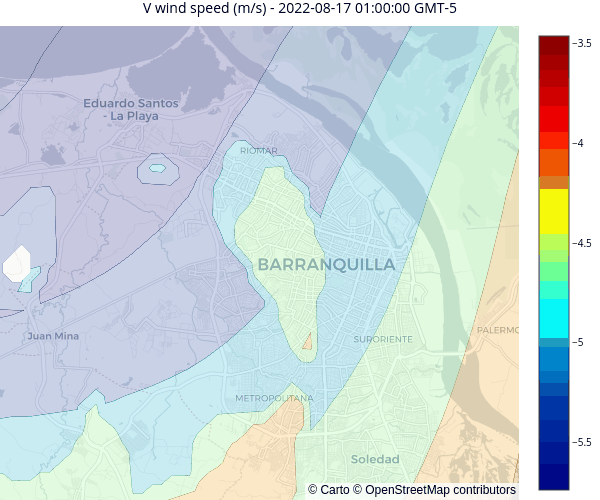 V wind speed (m/s) - 2022-08-17 01:00:00 GMT-5
−3.5
Eduardo Santos
- La Playa
−4
RIOMAR
−4.5
BARRANQUILLA
PALERMO
Juan Mina
SURORIENTE
−5
METROPOLITANA
−5.5
Soledad
© Carto © OpenStreetMap contributors